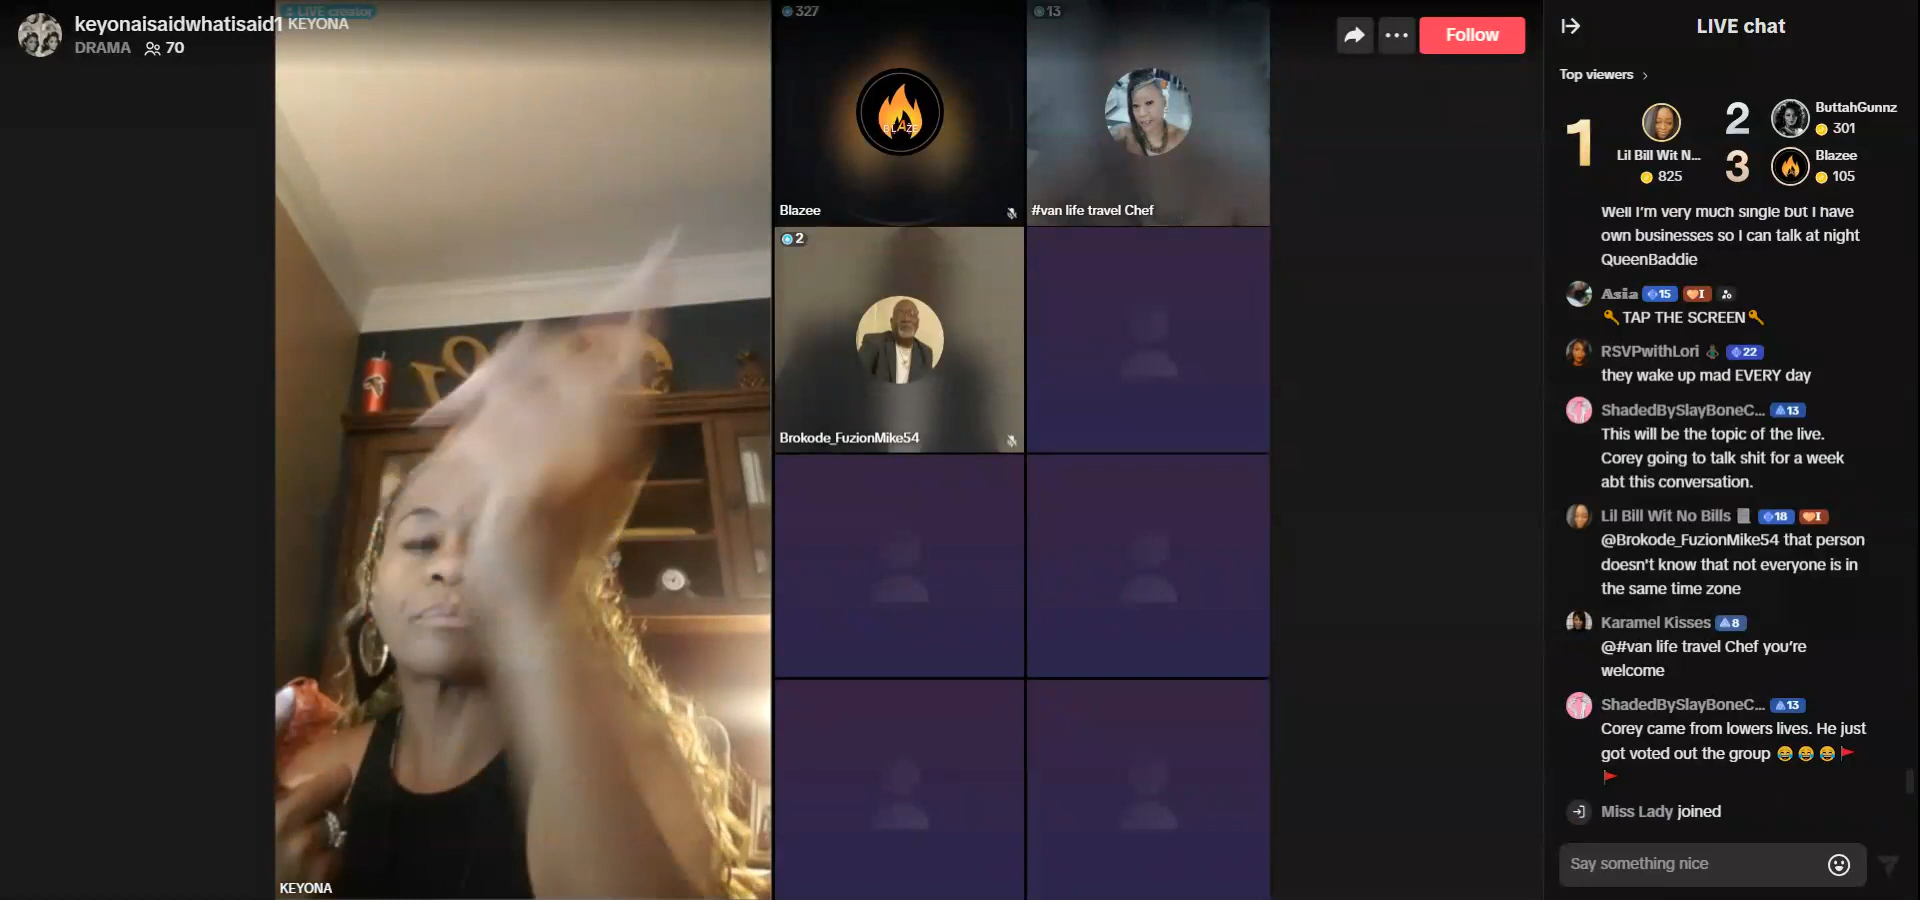 keyonaisaidwhatisaid1
DRAMA 70
LIVE creator
KEYONA
327
13
Follow
LIVE chat
Top viewers
1
Lil Bill Wit N...
825
2
ButtahGunnz
301
3
Blazee
105
BLAZE
Blazee
#van life travel Chef
2
Brokode_FuzionMike54
KEYONA
Well I'm very much single but I have
own businesses so I can talk at night
QueenBaddie
Asia 15 I
TAP THE SCREEN
RSVPwithLori 22
they wake up mad EVERY day
ShadedBySlayBoneC... 13
This will be the topic of the live.
Corey going to talk shit for a week
abt this conversation.
Lil Bill Wit No Bills 18 I
@Brokode_FuzionMike54 that person
doesn't know that not everyone is in
the same time zone
Karamel Kisses 8
@#van life travel Chef you're
welcome
ShadedBySlayBoneC... 13
Corey came from lowers lives. He just
got voted out the group 😂 😂 😂 🚩
🚩
Miss Lady joined
Say something nice